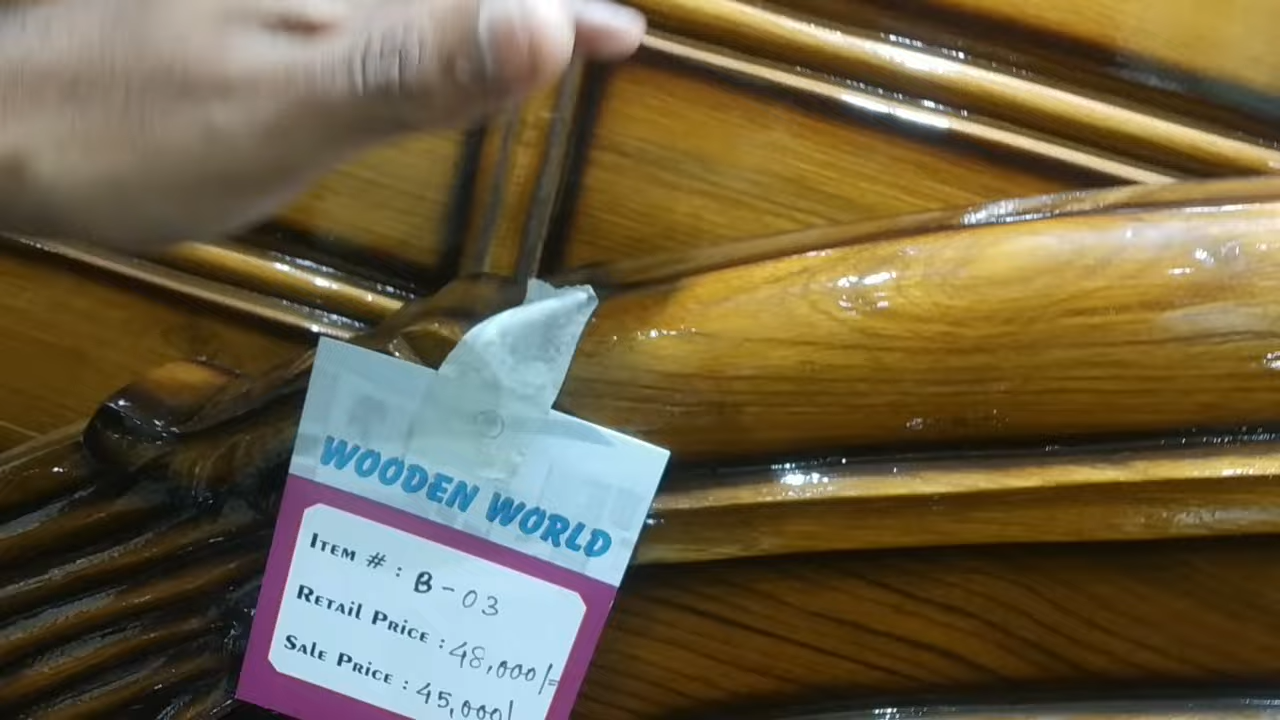 WOODEN WORLD
ITEM # : B-03
RETAIL PRICE : 48,000/=
SALE PRICE : 45,000/